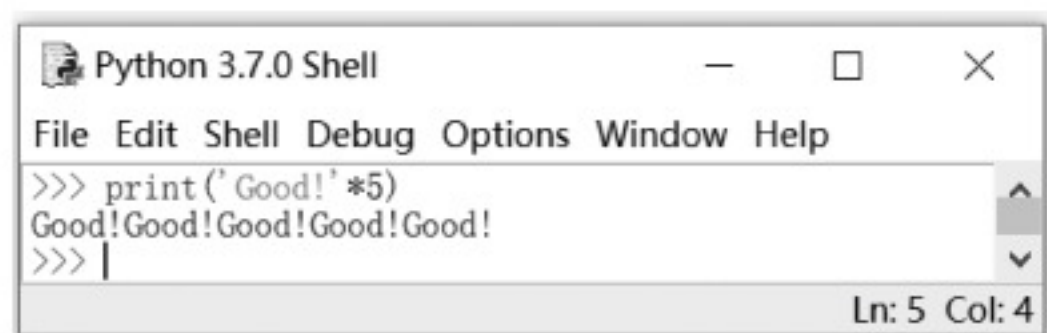 Python 3.7.0 Shell
File Edit Shell Debug Options Window Help
>>> print('Good!'*5)
Good!Good!Good!Good!Good!
>>>
Ln: 5 Col: 4